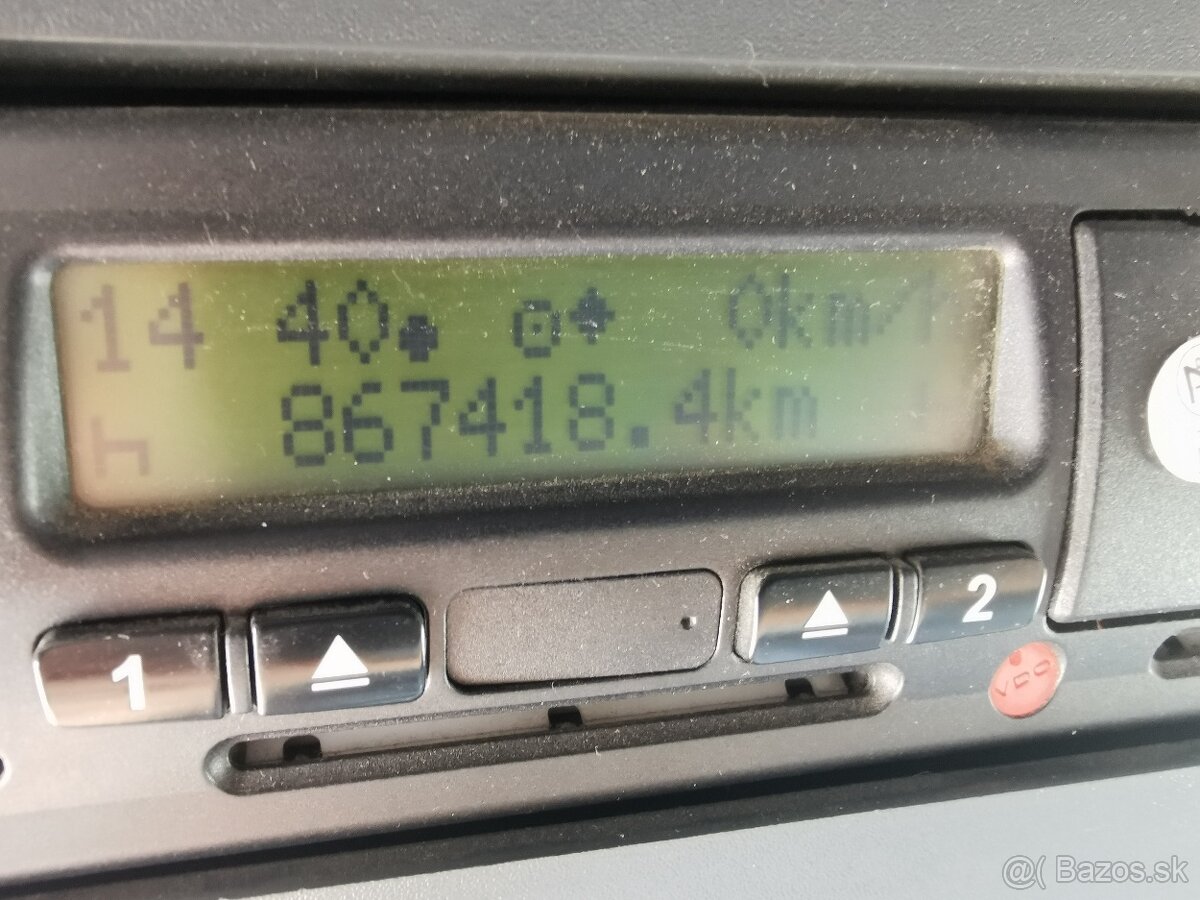 14 40 0km/h
867418.4km
1 2
VDO
@( Bazos.sk